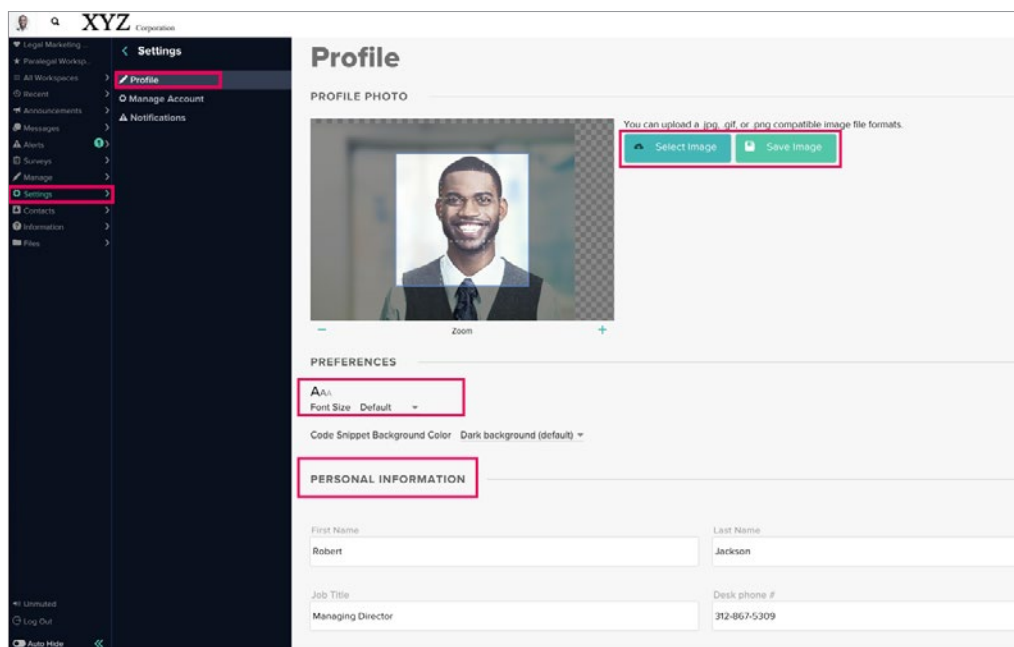 XYZ Corporation
Legal Marketing ...
Paralegal Worksp...
All Workspaces
Recent
Announcements
Messages
Alerts 1
Surveys
Manage
Settings
Contacts
Information
Files
Unmuted
Log Out
Auto Hide
Settings
Profile
Manage Account
Notifications
Profile
PROFILE PHOTO
You can upload a .jpg, .gif, or .png compatible image file formats.
Select Image Save Image
Zoom
PREFERENCES
AAA
Font Size Default
Code Snippet Background Color Dark background (default)
PERSONAL INFORMATION
First Name Last Name
Robert Jackson
Job Title Desk phone #
Managing Director 312-867-5309